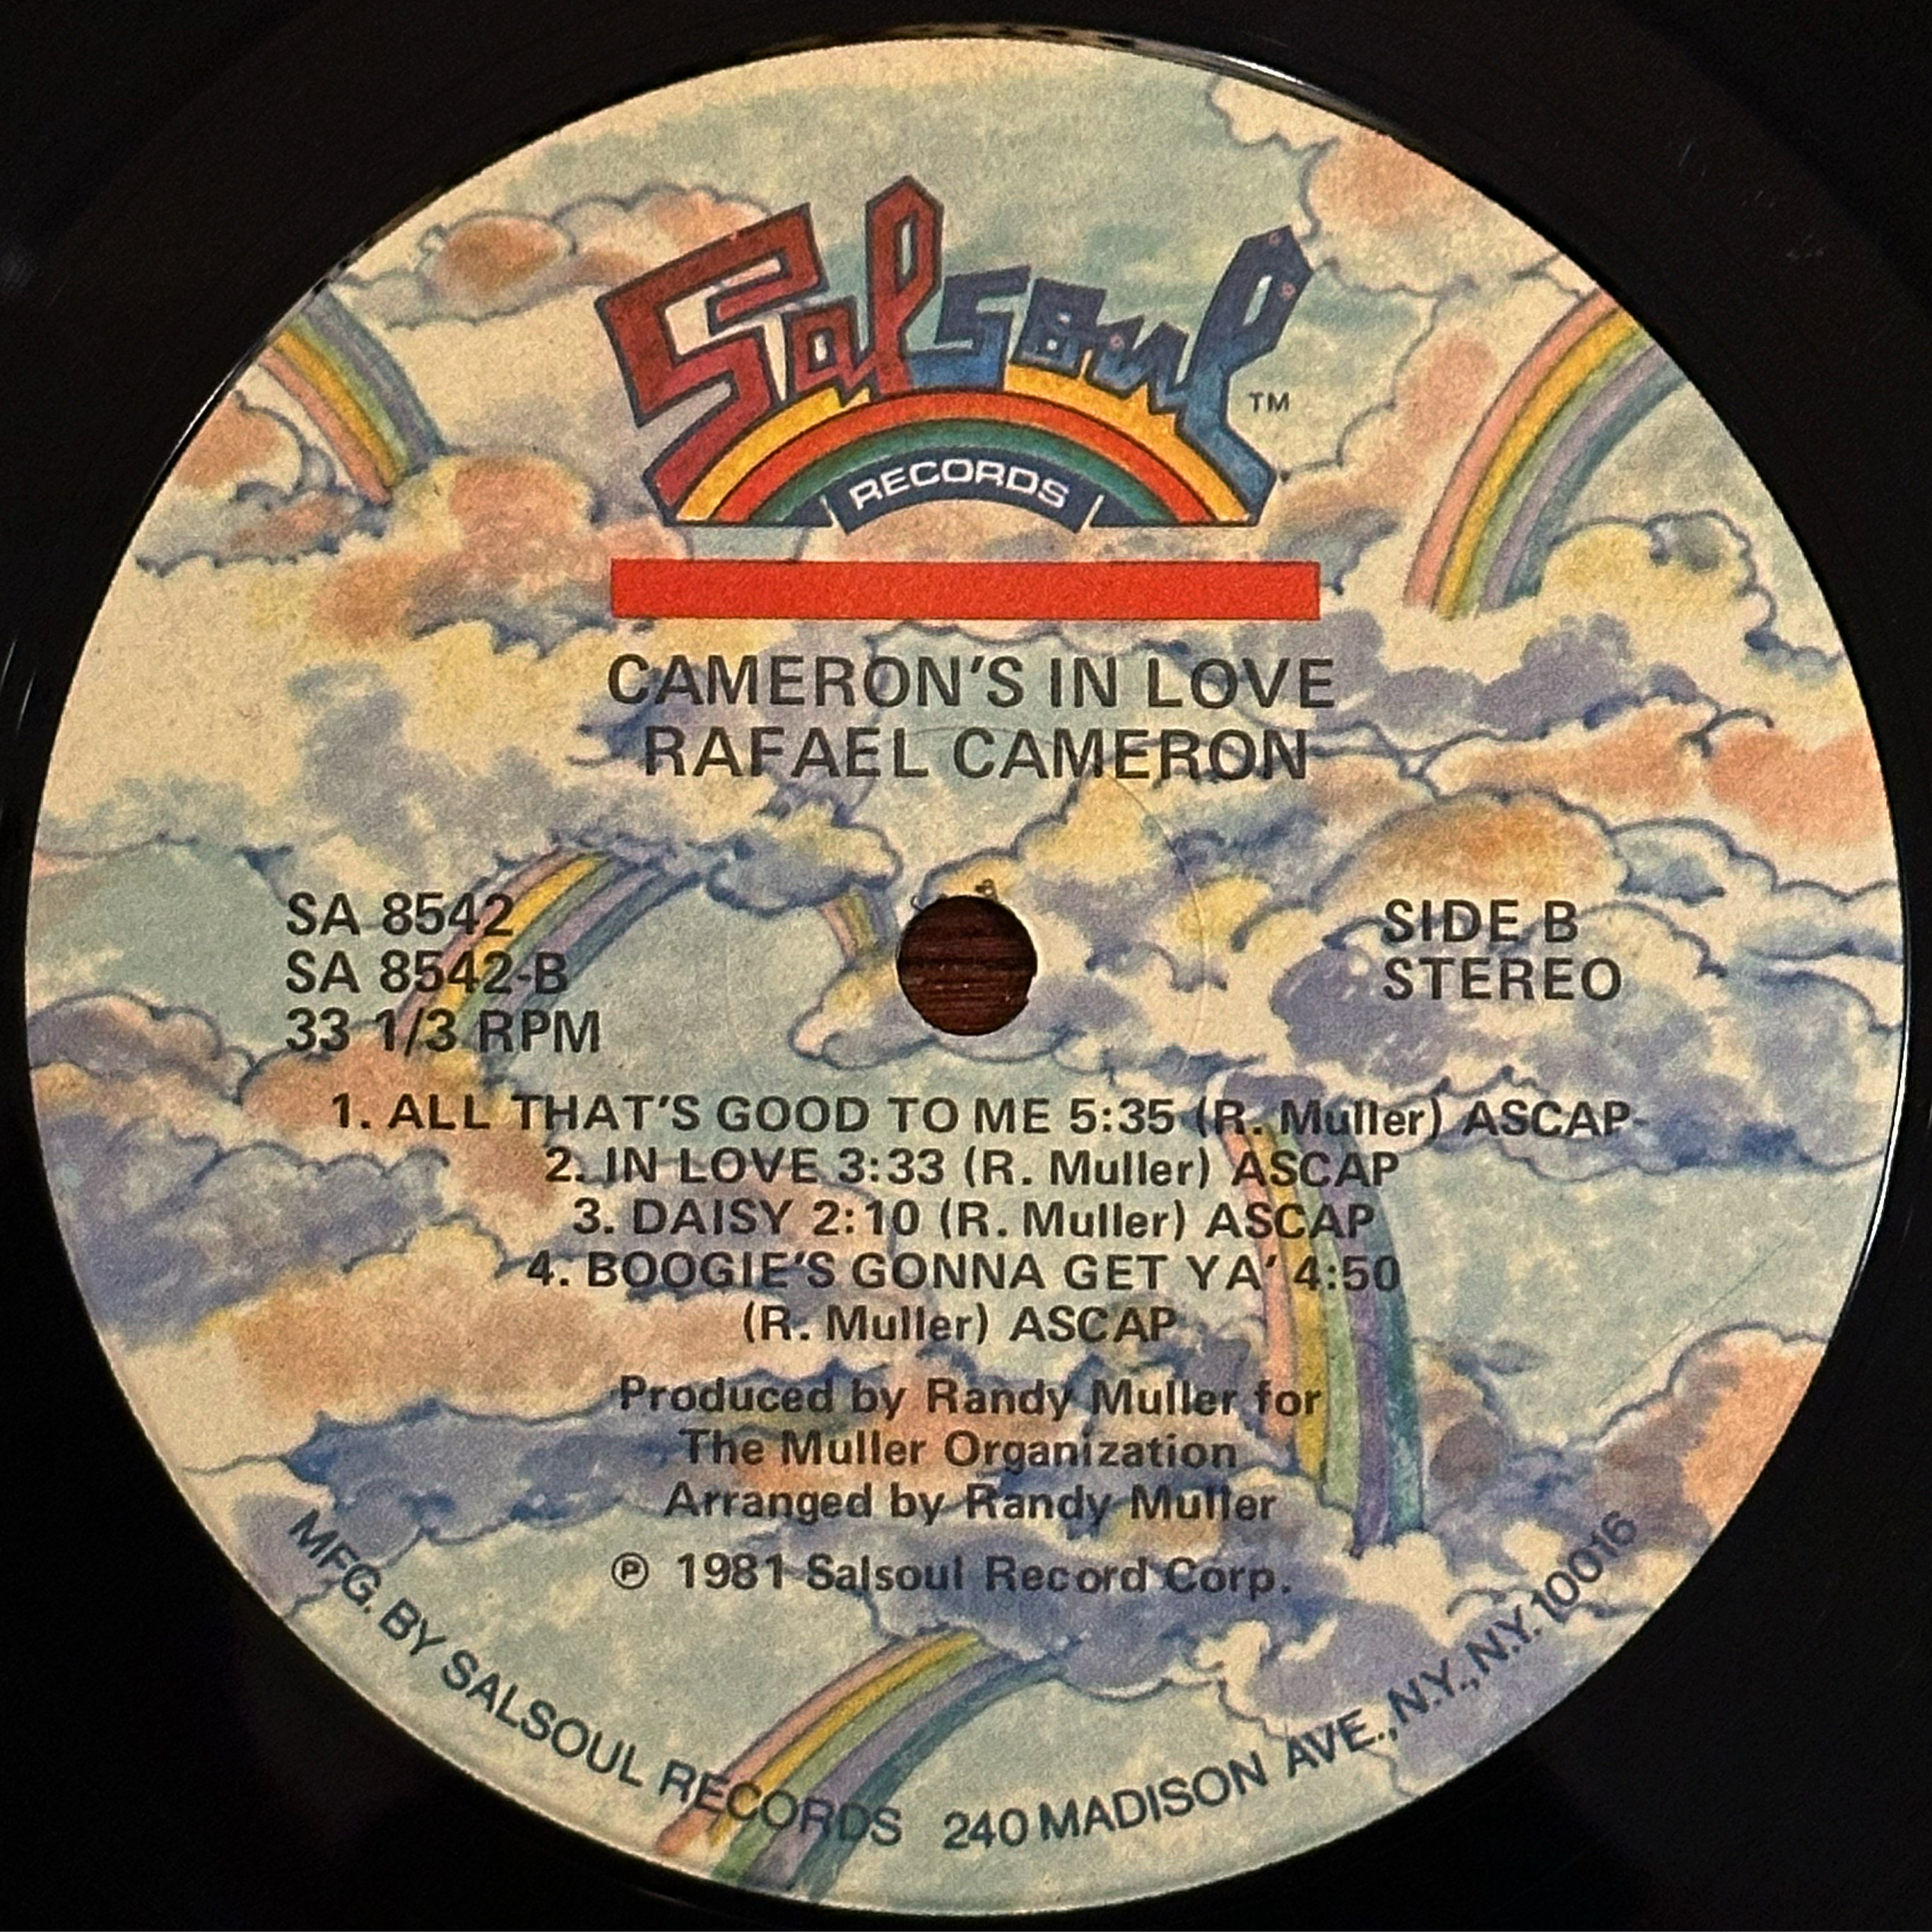 Salsoul
TM
RECORDS
CAMERON'S IN LOVE
RAFAEL CAMERON
SA 8542
SA 8542-B
33 1/3 RPM
SIDE B
STEREO
1. ALL THAT'S GOOD TO ME 5:35 (R. Muller) ASCAP
2. IN LOVE 3:33 (R. Muller) ASCAP
3. DAISY 2:10 (R. Muller) ASCAP
4. BOOGIE'S GONNA GET YA' 4:50
(R. Muller) ASCAP
Produced by Randy Muller for
The Muller Organization
Arranged by Randy Muller
℗ 1981 Salsoul Record Corp.
MFG. BY SALSOUL RECORDS 240 MADISON AVE., N.Y., N.Y. 10016